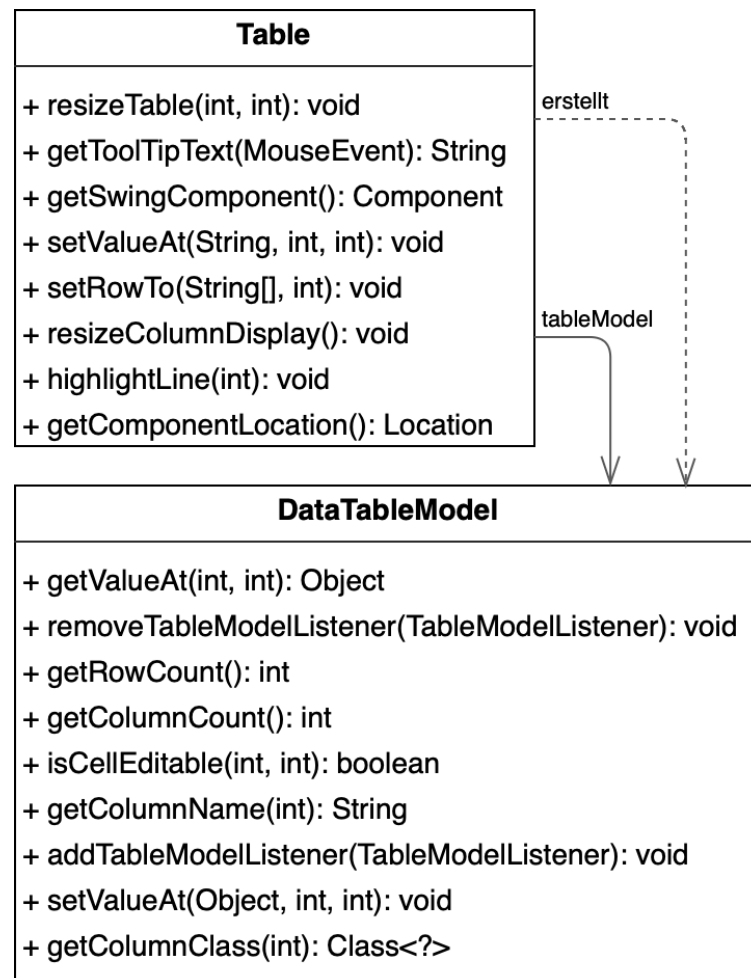 Table
+ resizeTable(int, int): void
+ getToolTipText(MouseEvent): String
+ getSwingComponent(): Component
+ setValueAt(String, int, int): void
+ setRowTo(String[], int): void
+ resizeColumnDisplay(): void
+ highlightLine(int): void
+ getComponentLocation(): Location
erstellt
tableModel
DataTableModel
+ getValueAt(int, int): Object
+ removeTableModelListener(TableModelListener): void
+ getRowCount(): int
+ getColumnCount(): int
+ isCellEditable(int, int): boolean
+ getColumnName(int): String
+ addTableModelListener(TableModelListener): void
+ setValueAt(Object, int, int): void
+ getColumnClass(int): Class<?>